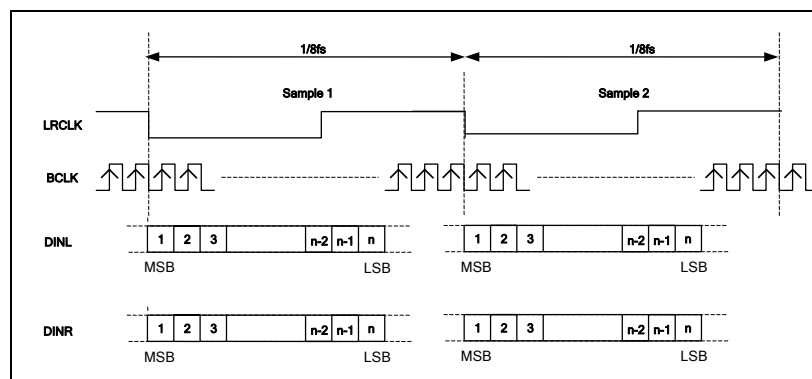 1/8fs 1/8fs
Sample 1 Sample 2
LRCLK
BCLK
DINL 1 2 3 n-2 n-1 n 1 2 3 n-2 n-1 n
MSB LSB MSB LSB
DINR 1 2 3 n-2 n-1 n 1 2 3 n-2 n-1 n
MSB LSB MSB LSB